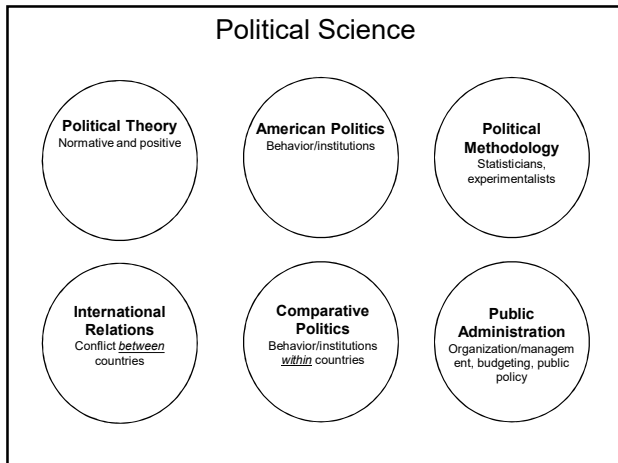 Political Science
Political Theory
Normative and positive
American Politics
Behavior/institutions
Political
Methodology
Statisticians,
experimentalists
International
Relations
Conflict between
countries
Comparative
Politics
Behavior/institutions
within countries
Public
Administration
Organization/managem
ent, budgeting, public
policy